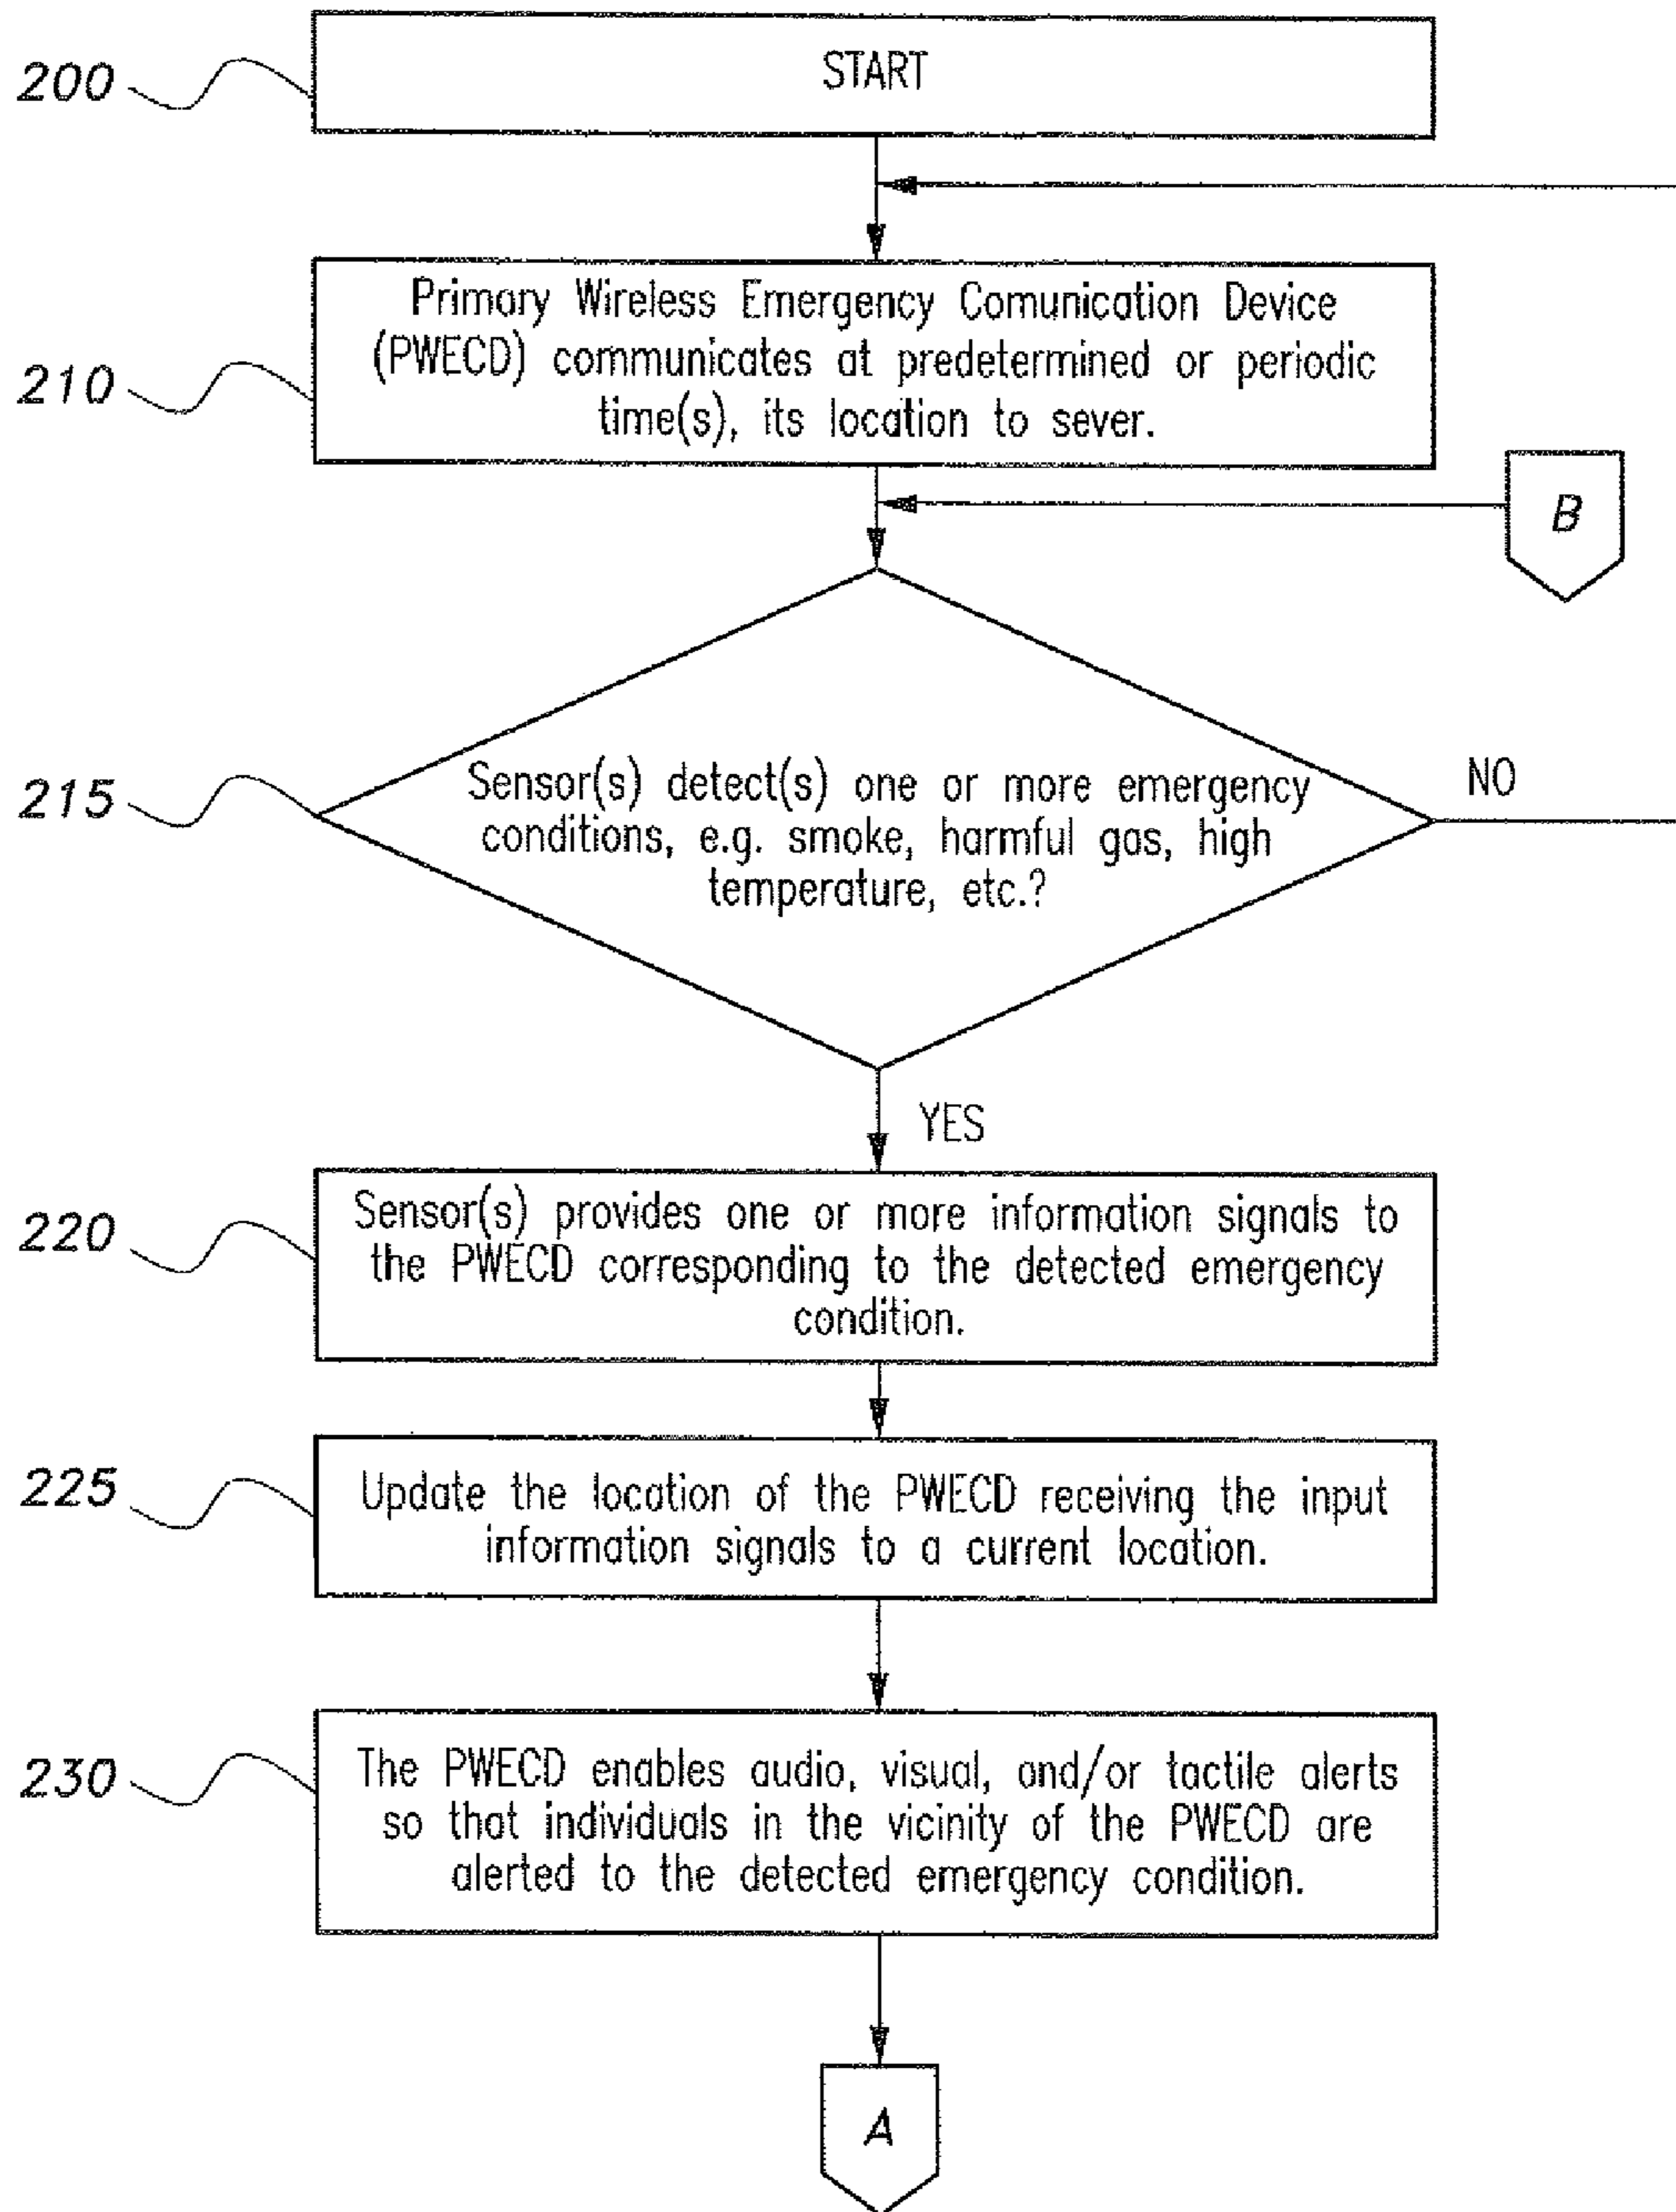 200
START
210
Primary Wireless Emergency Comunication Device
(PWECD) communicates at predetermined or periodic
time(s), its location to sever.
B
215
Sensor(s) detect(s) one or more emergency
conditions, e.g. smoke, harmful gas, high
temperature, etc.?
NO
YES
220
Sensor(s) provides one or more information signals to
the PWECD corresponding to the detected emergency
condition.
225
Update the location of the PWECD receiving the input
information signals to a current location.
230
The PWECD enables audio, visual, and/or tactile alerts
so that individuals in the vicinity of the PWECD are
alerted to the detected emergency condition.
A